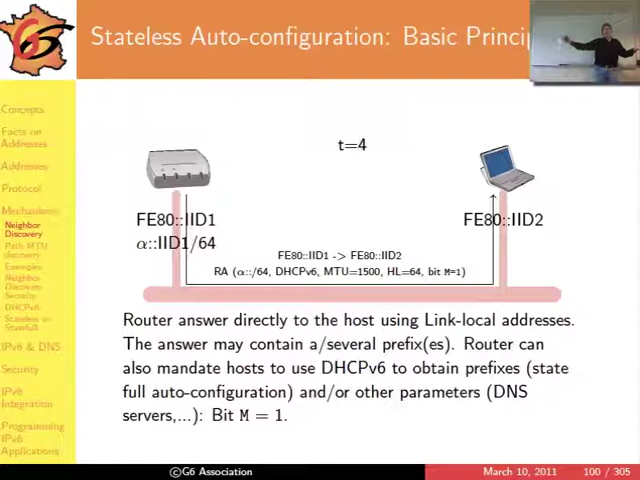 G6
Stateless Auto-configuration: Basic Princip
Concepts
Facts on
Addresses
Addresses
Protocol
Mechanisms
Neighbor
Discovery
Path MTU
discovery
Examples
Neighbor
Discovery
Security
DHCPv6
Stateless vs
Statefull
IPv6 & DNS
Security
IPv6
Integration
Programming
IPv6
Applications
t=4
FE80::IID1
α::IID1/64
FE80::IID2
FE80::IID1 -> FE80::IID2
RA (α::/64, DHCPv6, MTU=1500, HL=64, bit M=1)
Router answer directly to the host using Link-local addresses.
The answer may contain a/several prefix(es). Router can
also mandate hosts to use DHCPv6 to obtain prefixes (state
full auto-configuration) and/or other parameters (DNS
servers,...): Bit M = 1.
©G6 Association
March 10, 2011
100 / 305